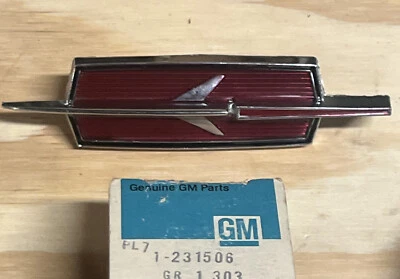 Genuine GM Parts
GM
PL7
1-231506
GR 1.303